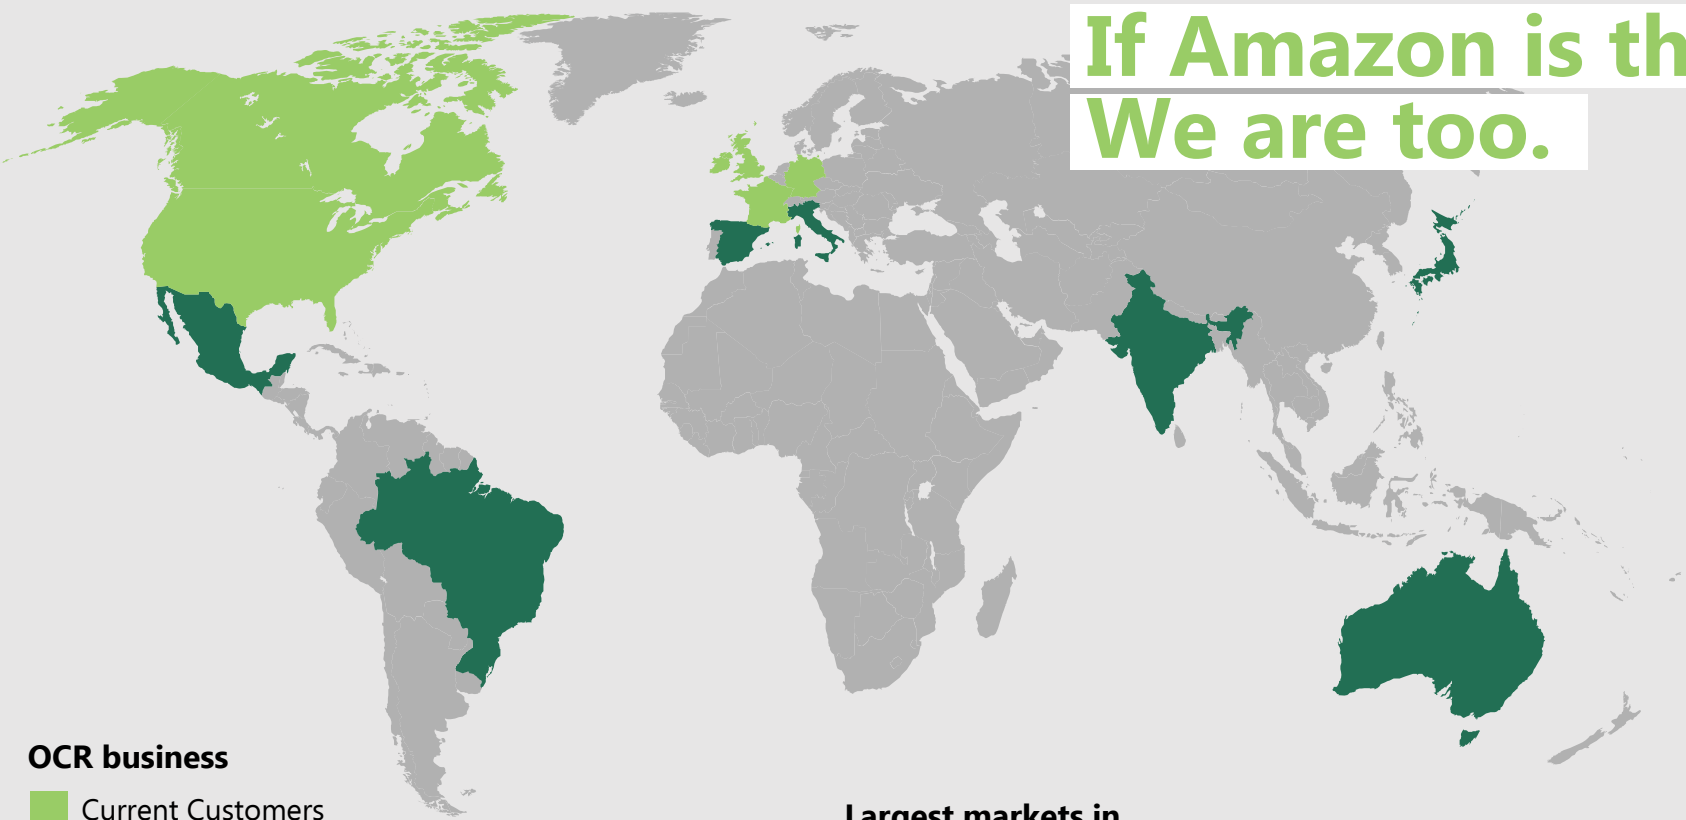 If Amazon is th
We are too.
OCR business
Current Customers
Largest markets in